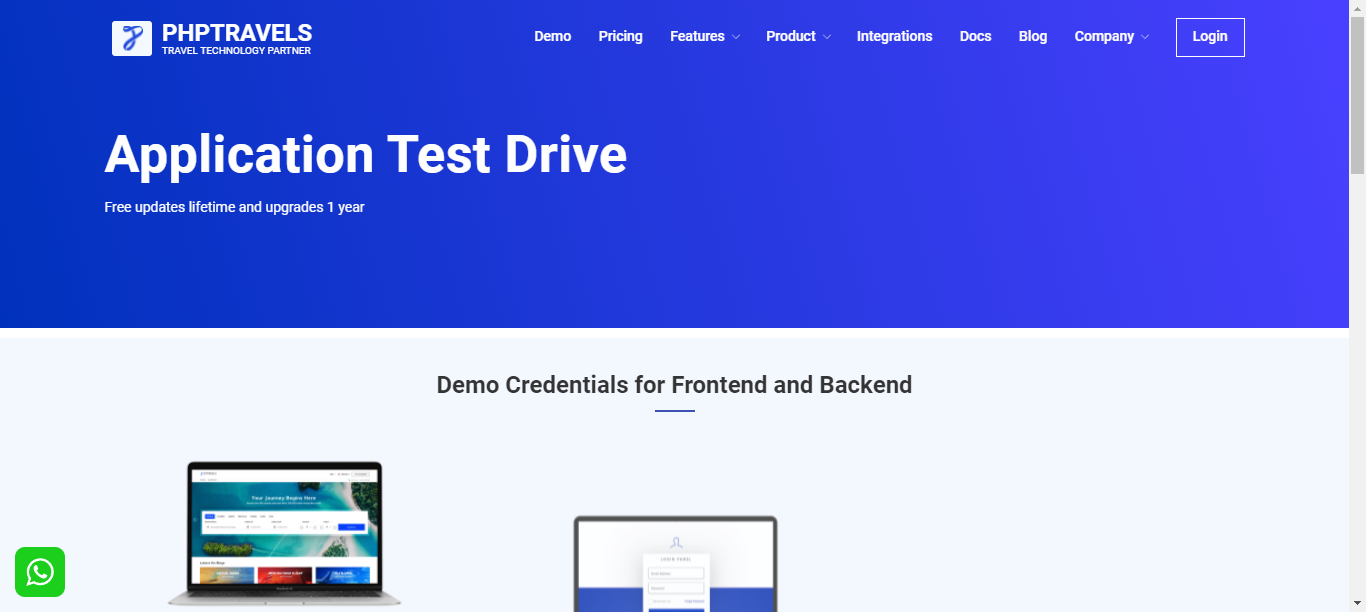 PHPTRAVELS
TRAVEL TECHNOLOGY PARTNER
Demo
Pricing
Features
Product
Integrations
Docs
Blog
Company
Login
Application Test Drive
Free updates lifetime and upgrades 1 year
Demo Credentials for Frontend and Backend
Your Journey Begins Here
LOGIN PANEL